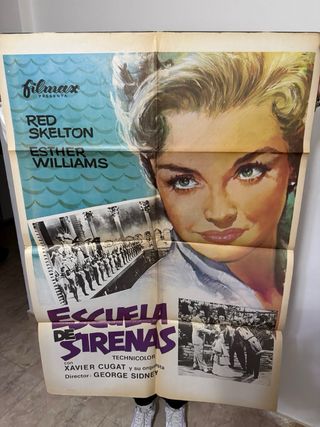 filmax
PRESENTA
RED
SKELTON
ESTHER
WILLIAMS
ESCUELA
DE
SIRENAS
TECHNICOLOR
con
XAVIER CUGAT y su orquesta
Director: GEORGE SIDNEY